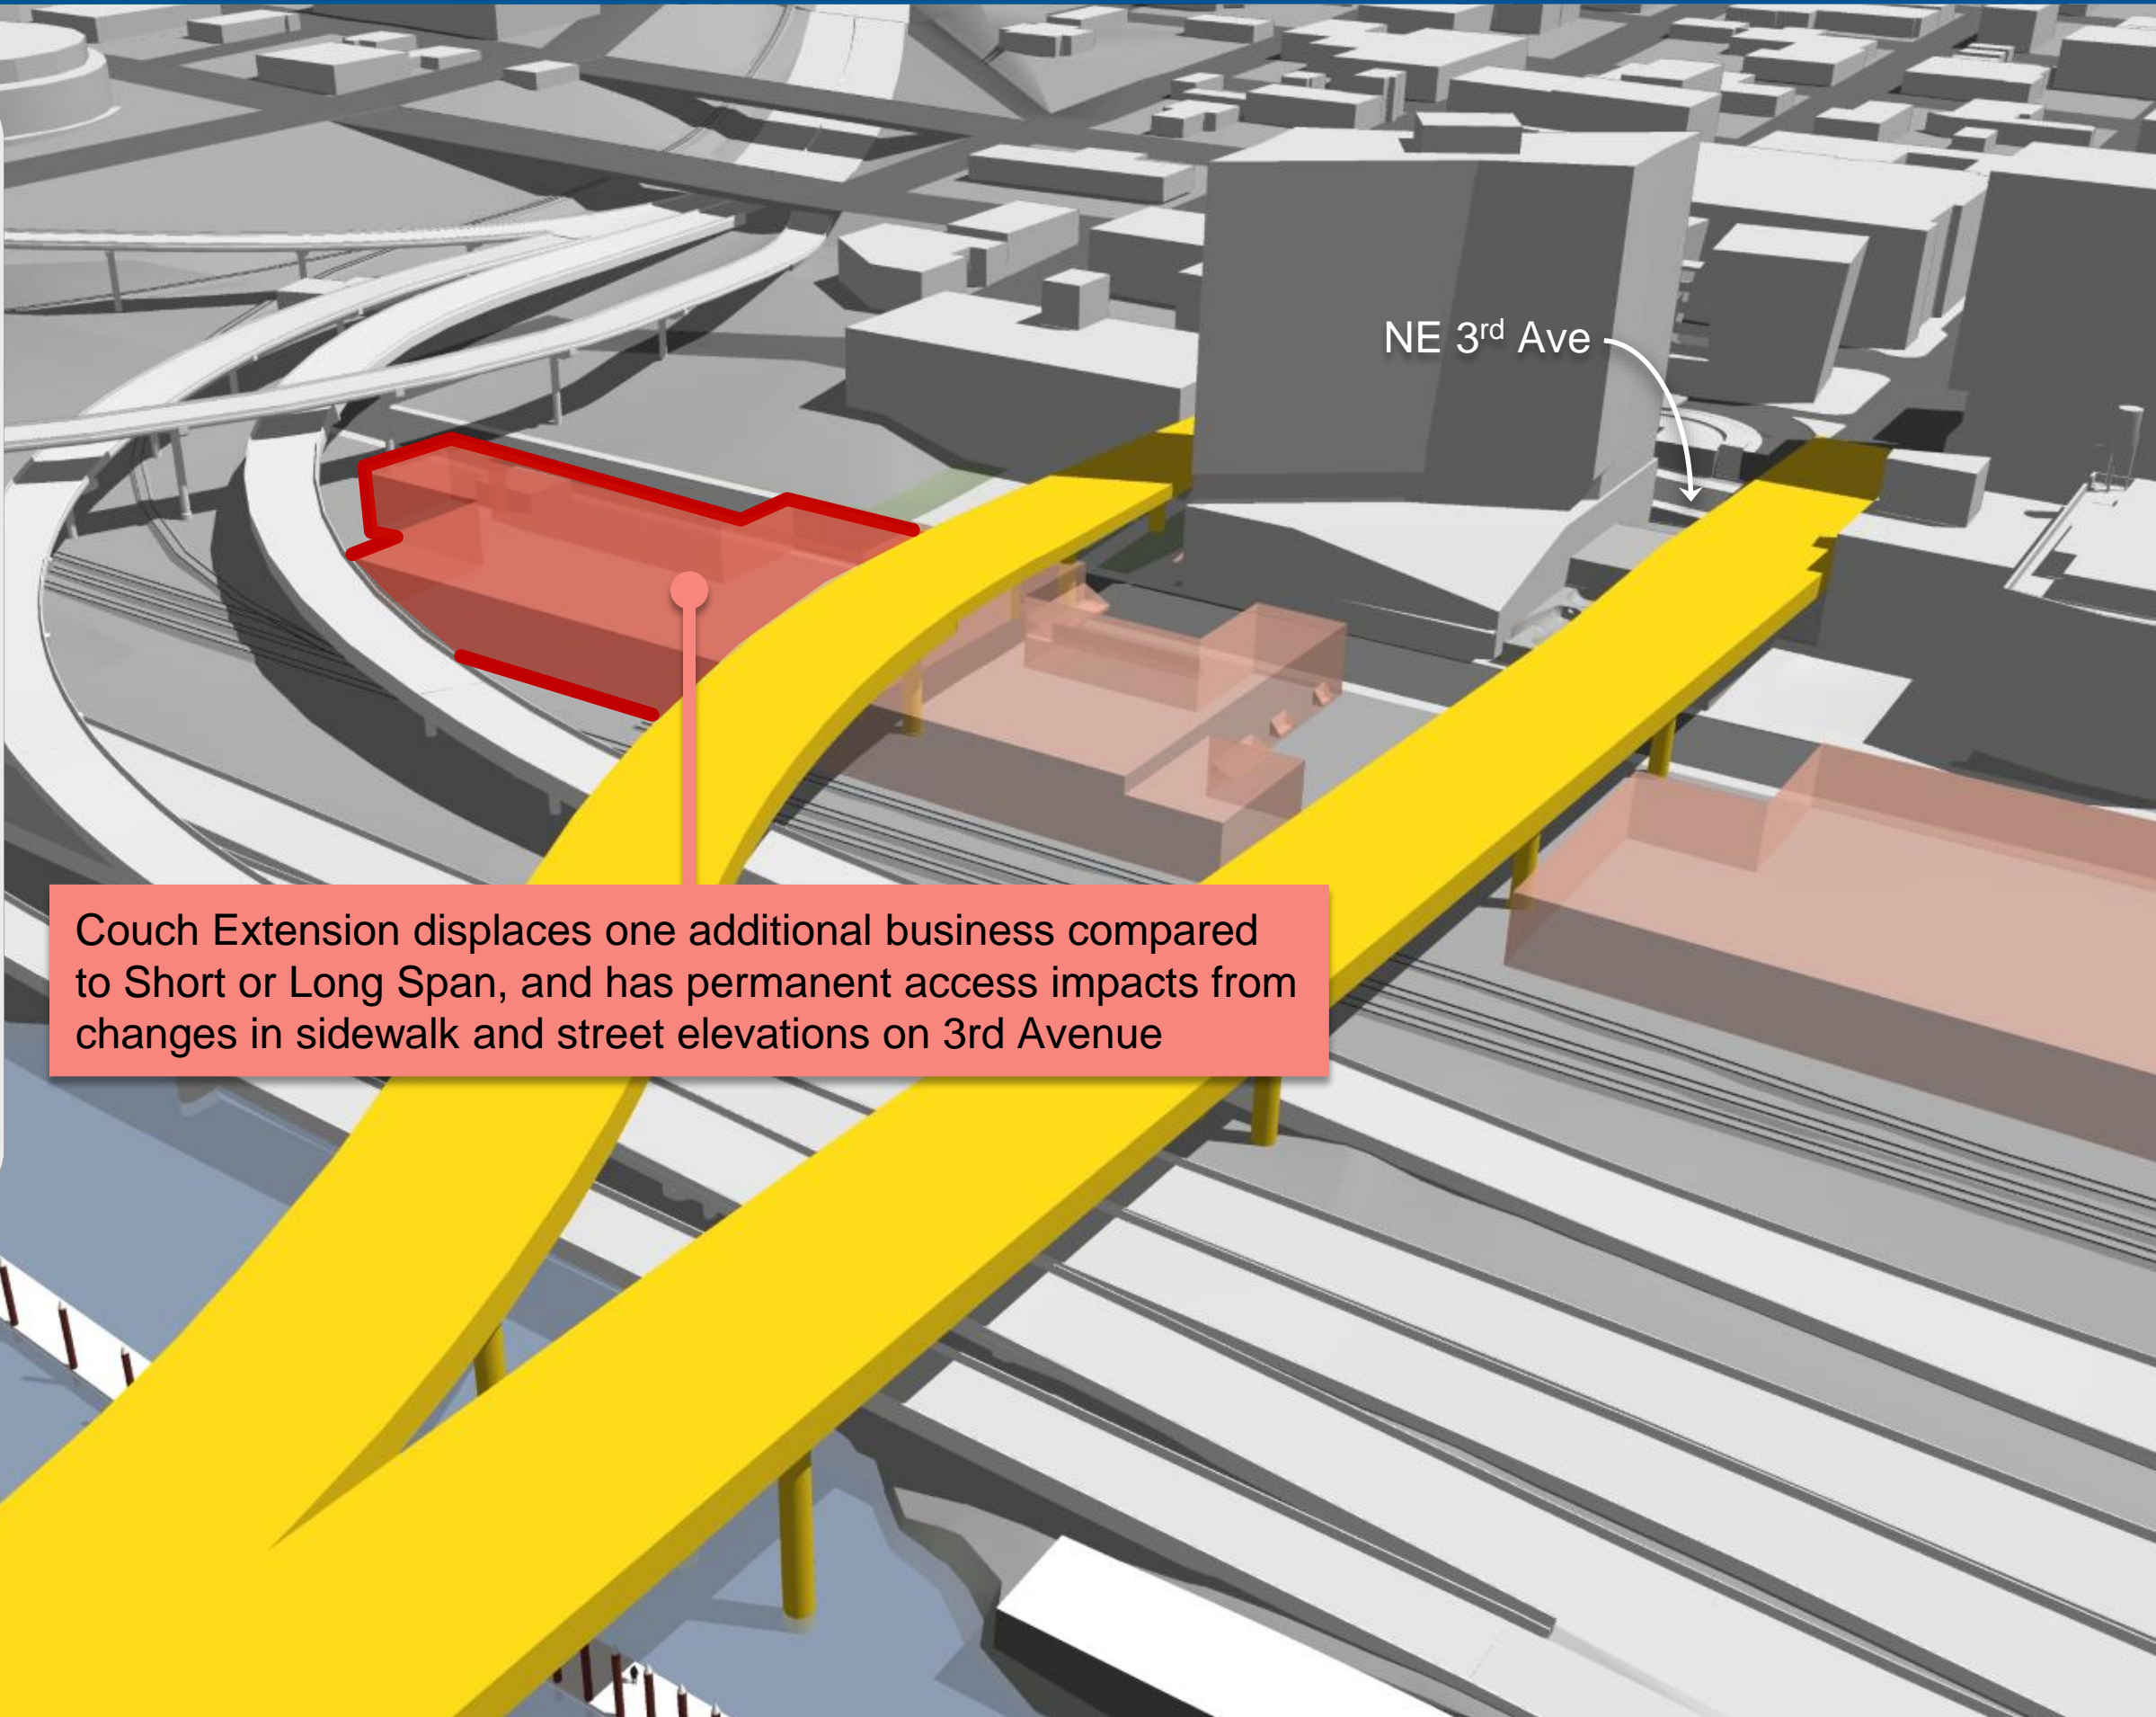 NE 3rd Ave
Couch Extension displaces one additional business compared
to Short or Long Span, and has permanent access impacts from
changes in sidewalk and street elevations on 3rd Avenue